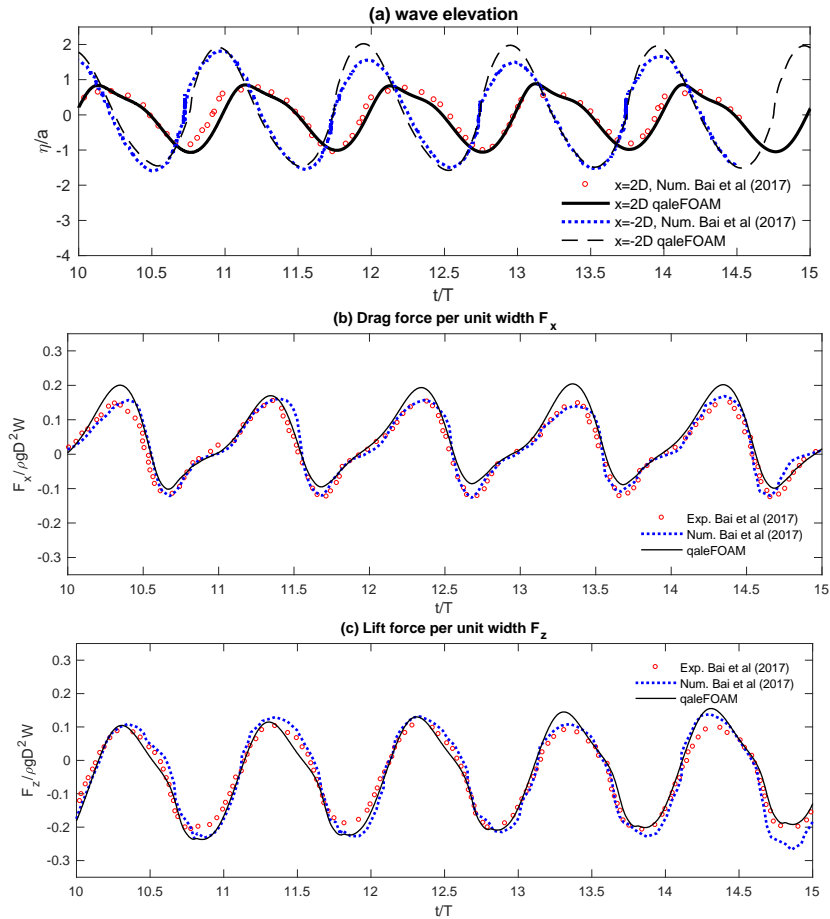 (a) wave elevation
2
1
0
-1
-2
-4
η/a
x=2D, Num. Bai et al (2017)
x=2D qaleFOAM
x=-2D, Num. Bai et al (2017)
x=-2D qaleFOAM
10 10.5 11 11.5 12 12.5 13 13.5 14 14.5 15
t/T
(b) Drag force per unit width F_x
0.3
0.2
0.1
0
-0.1
-0.2
-0.3
F_x/ρgD²W
Exp. Bai et al (2017)
Num. Bai et al (2017)
qaleFOAM
10 10.5 11 11.5 12 12.5 13 13.5 14 14.5 15
t/T
(c) Lift force per unit width F_z
0.3
0.2
0.1
0
-0.1
-0.2
-0.3
F_z/ρgD²W
Exp. Bai et al (2017)
Num. Bai et al (2017)
qaleFOAM
10 10.5 11 11.5 12 12.5 13 13.5 14 14.5 15
t/T